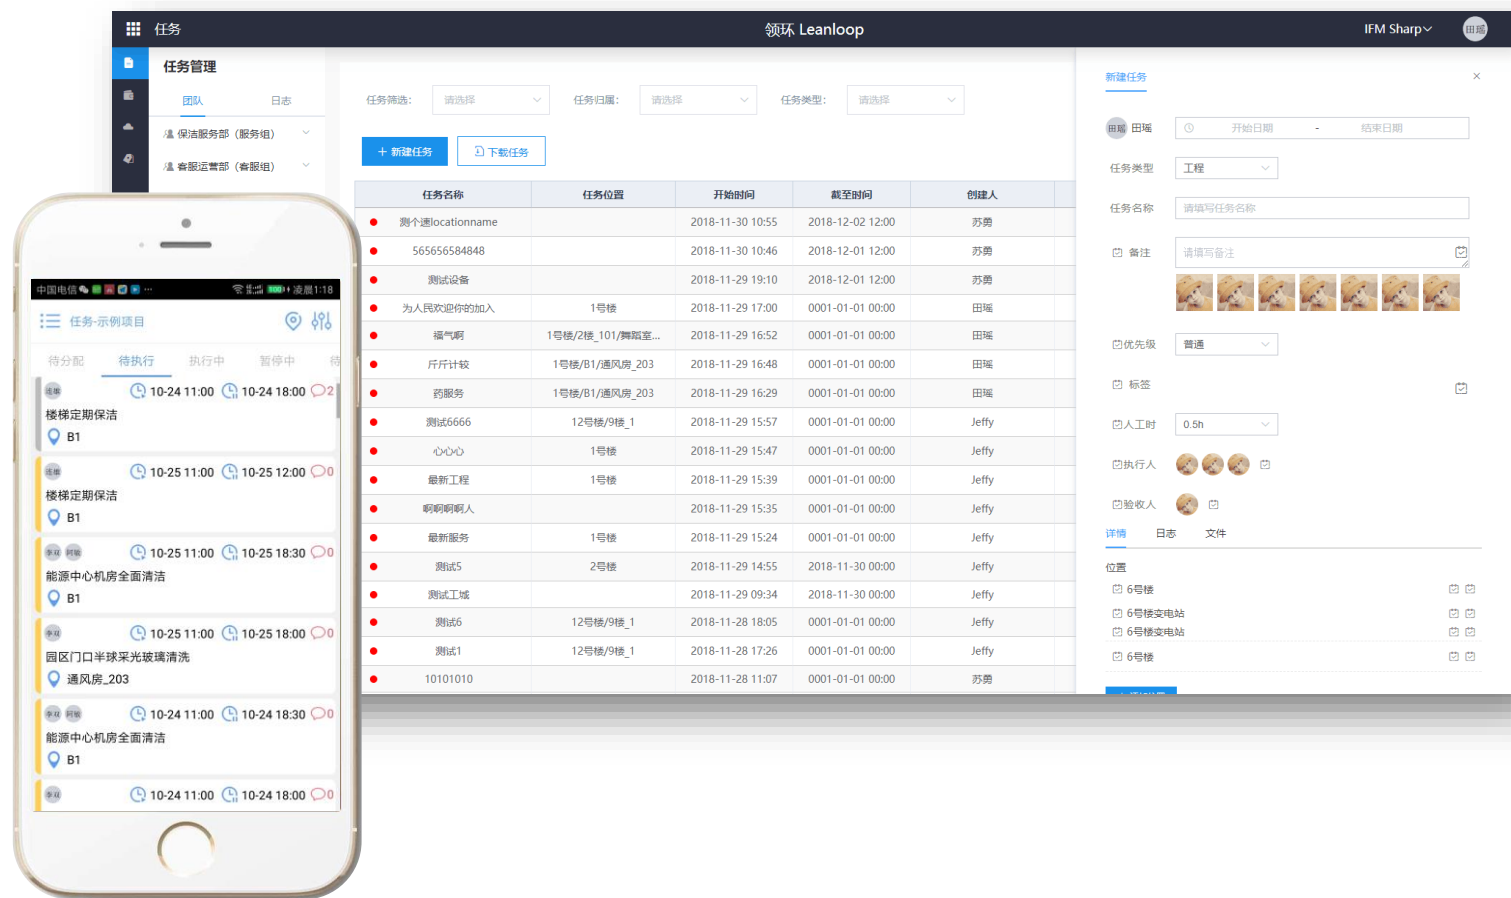 任务
领环 Leanloop
IFM Sharp
田瑶
任务管理
团队
日志
保洁服务部（服务组）
客服运营部（客服组）
任务筛选：
请选择
任务归属：
请选择
任务类型：
请选择
+ 新建任务
下载任务
任务名称 任务位置 开始时间 截至时间 创建人
测个速locationname 2018-11-30 10:55 2018-12-02 12:00 苏勇
565656584848 2018-11-30 10:46 2018-12-01 12:00 苏勇
测试设备 2018-11-29 19:10 2018-12-01 12:00 苏勇
为人民欢迎你的加入 1号楼 2018-11-29 17:00 0001-01-01 00:00 田瑶
福气啊 1号楼/2楼_101/舞蹈室... 2018-11-29 16:52 0001-01-01 00:00 田瑶
斤斤计较 1号楼/B1/通风房_203 2018-11-29 16:48 0001-01-01 00:00 田瑶
药服务 1号楼/B1/通风房_203 2018-11-29 16:29 0001-01-01 00:00 田瑶
测试6666 12号楼/9楼_1 2018-11-29 15:57 0001-01-01 00:00 Jeffy
心心心 1号楼 2018-11-29 15:47 0001-01-01 00:00 Jeffy
最新工程 1号楼 2018-11-29 15:39 0001-01-01 00:00 Jeffy
啊啊啊啊人 2018-11-29 15:35 0001-01-01 00:00 Jeffy
最新服务 1号楼 2018-11-29 15:24 0001-01-01 00:00 Jeffy
测试5 2号楼 2018-11-29 14:55 2018-11-30 00:00 Jeffy
测试工城 2018-11-29 09:34 2018-11-30 00:00 Jeffy
测试6 12号楼/9楼_1 2018-11-28 18:05 0001-01-01 00:00 Jeffy
测试1 12号楼/9楼_1 2018-11-28 17:26 0001-01-01 00:00 Jeffy
10101010 2018-11-28 11:07 0001-01-01 00:00 苏勇
新建任务
×
田瑶 田瑶 开始日期 - 结束日期
任务类型 工程
任务名称 请填写任务名称
备注 请填写备注
优先级 普通
标签
人工时 0.5h
执行人
验收人
详情 日志 文件
位置
6号楼
6号楼变电站
6号楼变电站
6号楼
中国电信 ··· 凌晨1:18
任务-示例项目
待分配 待执行 执行中 暂停中 待
10-24 11:00 10-24 18:00 2
楼梯定期保洁
B1
10-25 11:00 10-25 12:00 0
楼梯定期保洁
B1
10-25 11:00 10-25 18:30 0
能源中心机房全面清洁
B1
10-25 11:00 10-25 18:00 0
园区门口半球采光玻璃清洗
通风房_203
10-24 11:00 10-24 18:30 0
能源中心机房全面清洁
B1
10-24 11:00 10-24 18:00 0